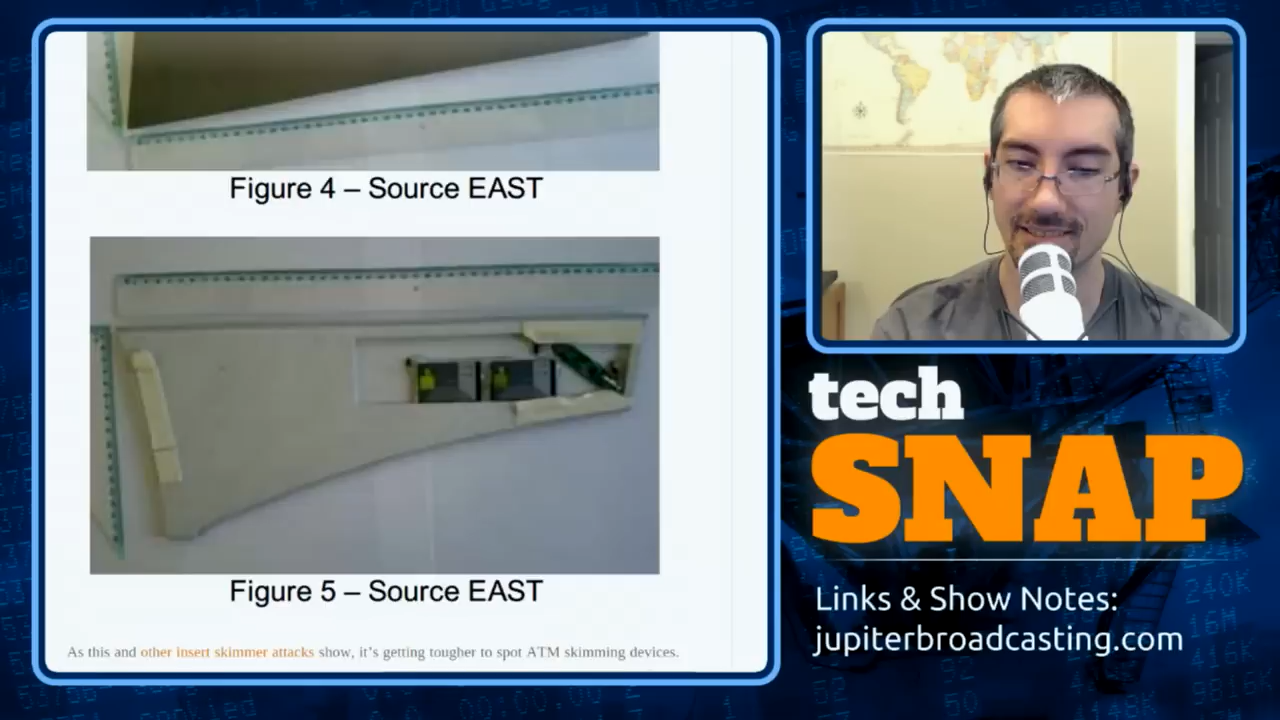 Figure 4 – Source EAST
Figure 5 – Source EAST
As this and other insert skimmer attacks show, it's getting tougher to spot ATM skimming devices.
tech
SNAP
Links & Show Notes:
jupiterbroadcasting.com